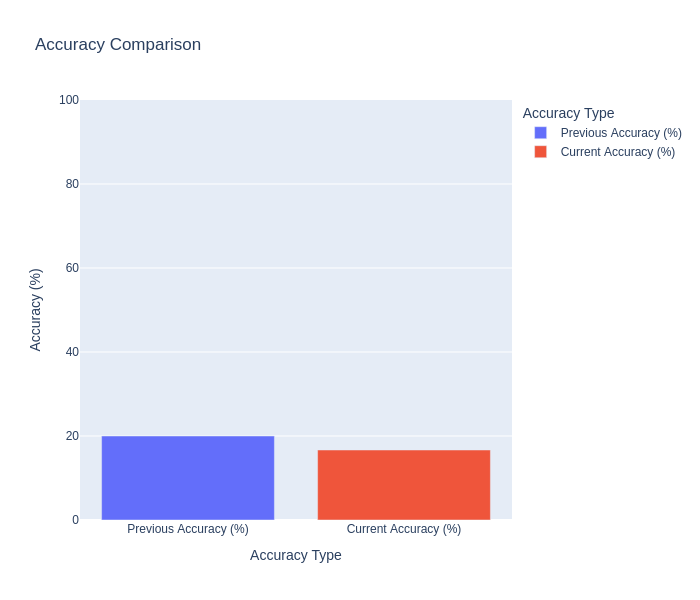 Accuracy Comparison
100
80
60
40
20
0
Accuracy (%)
Previous Accuracy (%)
Current Accuracy (%)
Accuracy Type
Accuracy Type
Previous Accuracy (%)
Current Accuracy (%)